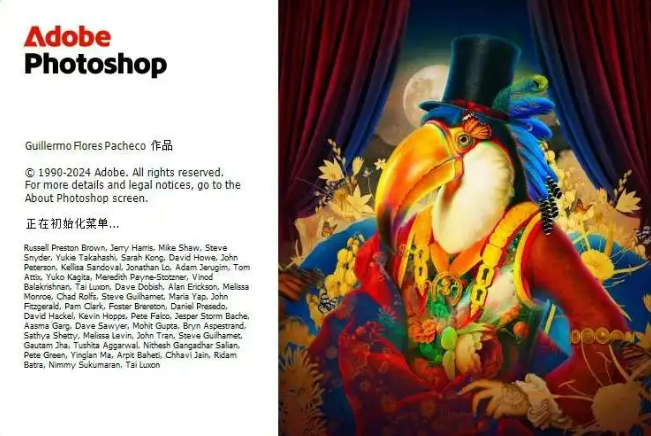 Adobe
Photoshop
Guillermo Flores Pacheco 作品
© 1990-2024 Adobe. All rights reserved.
For more details and legal notices, go to the
About Photoshop screen.
正在初始化菜单...
Russell Preston Brown, Jerry Harris, Mike Shaw, Steve
Snyder, Yukie Takahashi, Sarah Kong, David Howe, John
Peterson, Kellisa Sandoval, Jonathan Lo, Adam Jerugim, Tom
Attix, Yuko Kagita, Meredith Payne-Stotzner, Vinod
Balakrishnan, Tai Luxon, Dave Dobish, Alan Erickson, Melissa
Monroe, Chad Rolfs, Steve Guilhamet, Maria Yap, John
Fitzgerald, Pam Clark, Foster Brereton, Daniel Presedo,
David Hackel, Kevin Hopps, Pete Falco, Jesper Storm Bache,
Aasma Garg, Dave Sawyer, Mohit Gupta, Bryn Aspestrand,
Sathya Shetty, Melissa Levin, John Tran, Steve Guilhamet,
Gautam Jha, Tushita Aggarwal, Nithesh Gangadhar Salian,
Pete Green, Yinglan Ma, Arpit Baheti, Chhavi Jain, Ridam
Batra, Nimmy Sukumaran, Tai Luxon